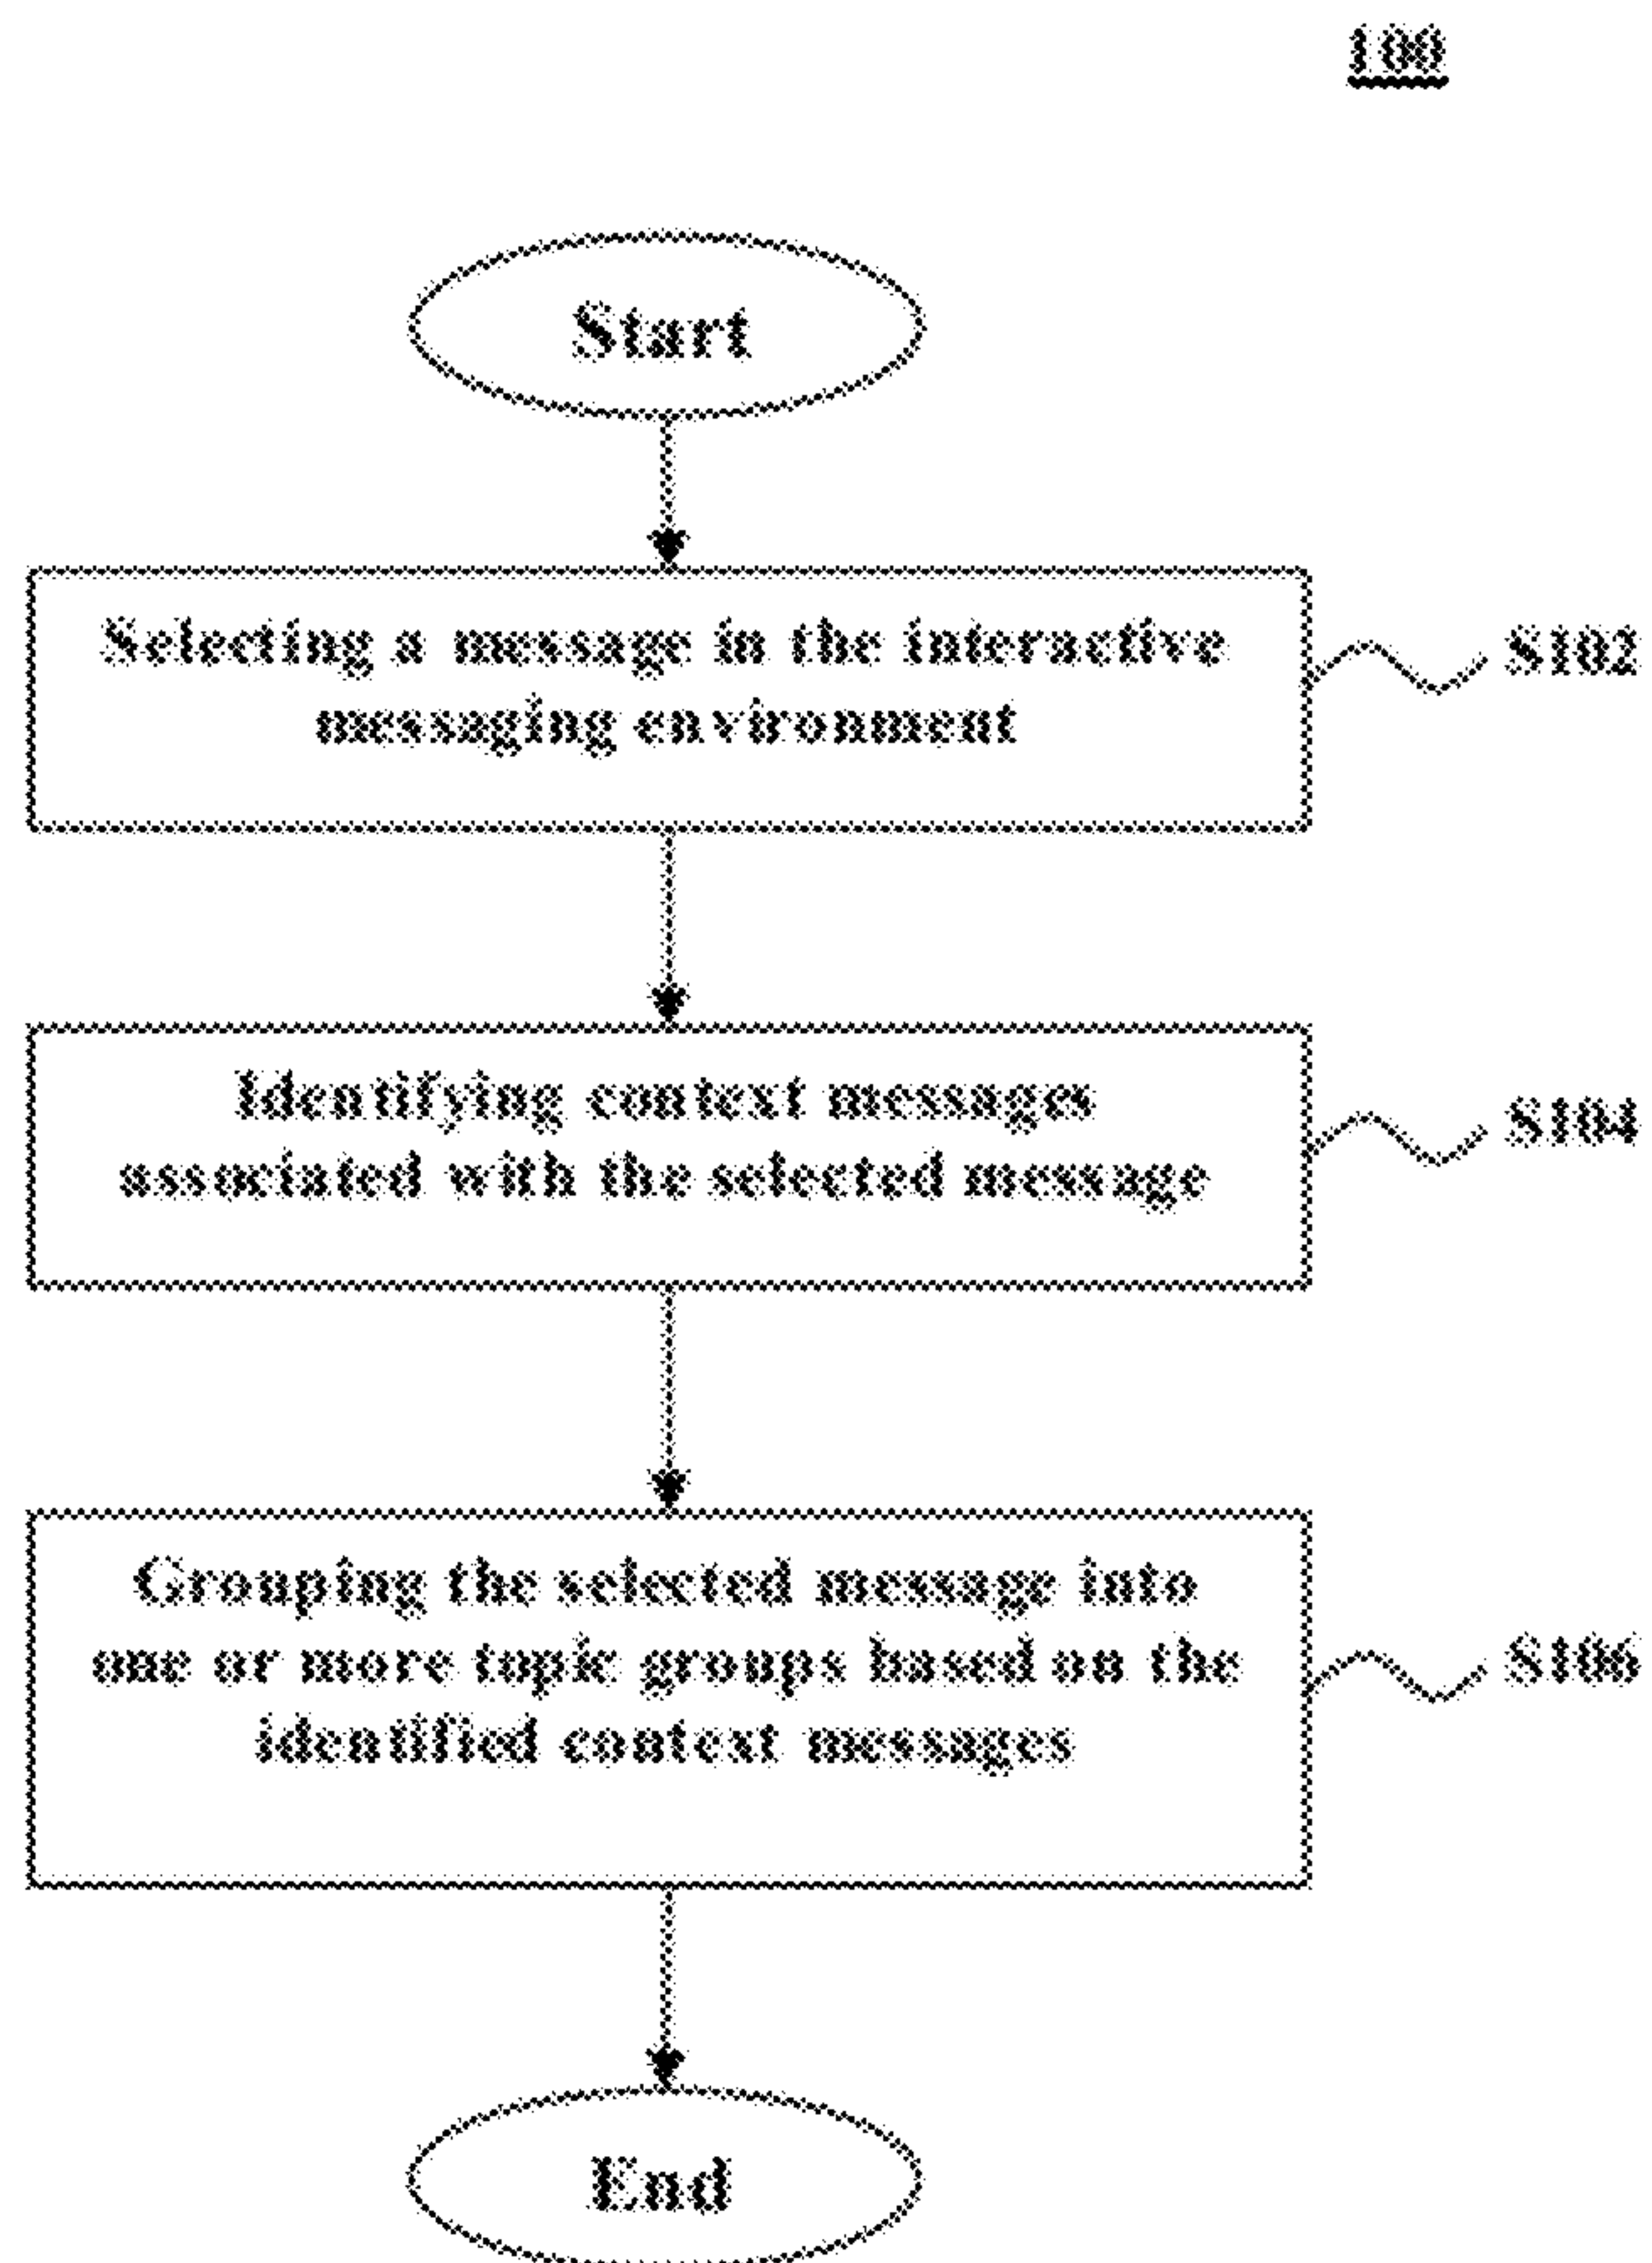 100
Start
Selecting a message in the interactive
messaging environment
S102
Identifying context messages
associated with the selected message
S104
Grouping the selected message into
one or more topic groups based on the
identified context messages
S106
End